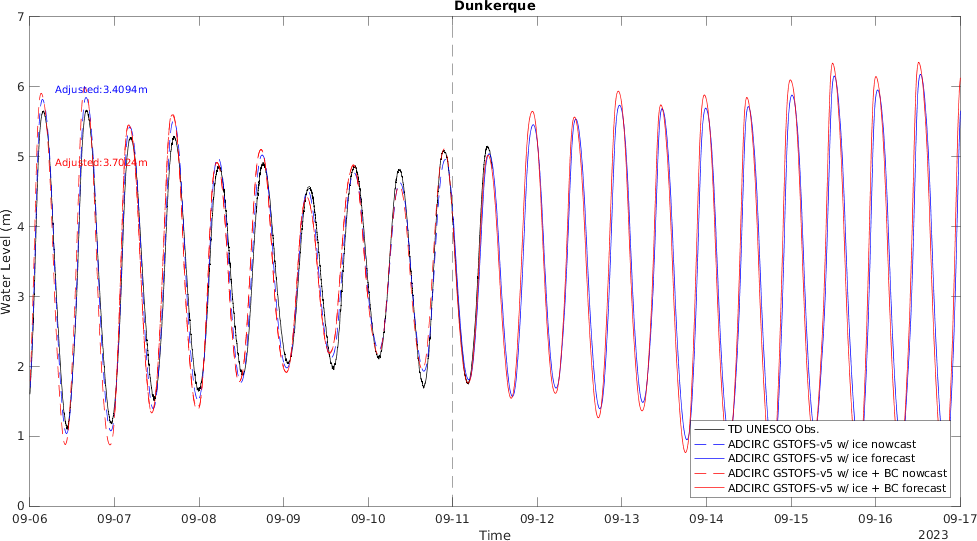 Dunkerque
7
6
5
4
3
2
1
0
Water Level (m)
Adjusted:3.4094m
Adjusted:3.7024m
TD UNESCO Obs.
ADCIRC GSTOFS-v5 w/ ice nowcast
ADCIRC GSTOFS-v5 w/ ice forecast
ADCIRC GSTOFS-v5 w/ ice + BC nowcast
ADCIRC GSTOFS-v5 w/ ice + BC forecast
09-06 09-07 09-08 09-09 09-10 09-11 09-12 09-13 09-14 09-15 09-16 09-17
Time
2023